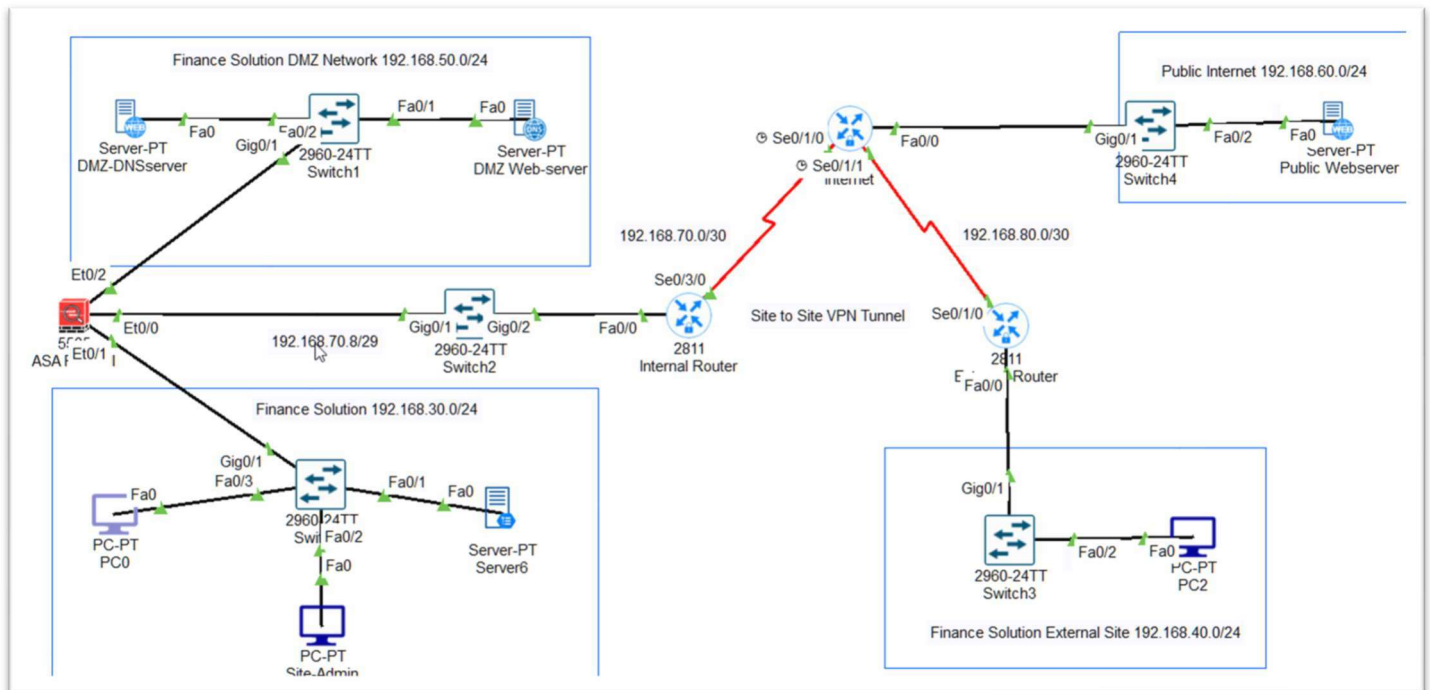 Finance Solution DMZ Network 192.168.50.0/24
WEB
Fa0
Server-PT
DMZ-DNSserver
Fa0/2
Gig0/1
2960-24TT
Switch1
Fa0/1
Fa0
DNS
Server-PT
DMZ Web-server
Et0/2
Et0/0
Et0/1
ASA
192.168.70.8/29
Gig0/1
Gig0/2
2960-24TT
Switch2
Fa0/0
Se0/3/0
2811
Internal Router
192.168.70.0/30
Se0/1/0
Se0/1/1
Internet
Fa0/0
Public Internet 192.168.60.0/24
Gig0/1
2960-24TT
Switch4
Fa0/2
Fa0
WEB
Server-PT
Public Webserver
192.168.80.0/30
Site to Site VPN Tunnel
Se0/1/0
2811
Router
Fa0/0
Finance Solution 192.168.30.0/24
Gig0/1
Fa0/3
Fa0
PC-PT
PC0
2960-24TT
Fa0/2
Fa0/1
Fa0
Server-PT
Server6
Fa0
PC-PT
Site-Admin
Gig0/1
2960-24TT
Switch3
Fa0/2
Fa0
PC-PT
PC2
Finance Solution External Site 192.168.40.0/24